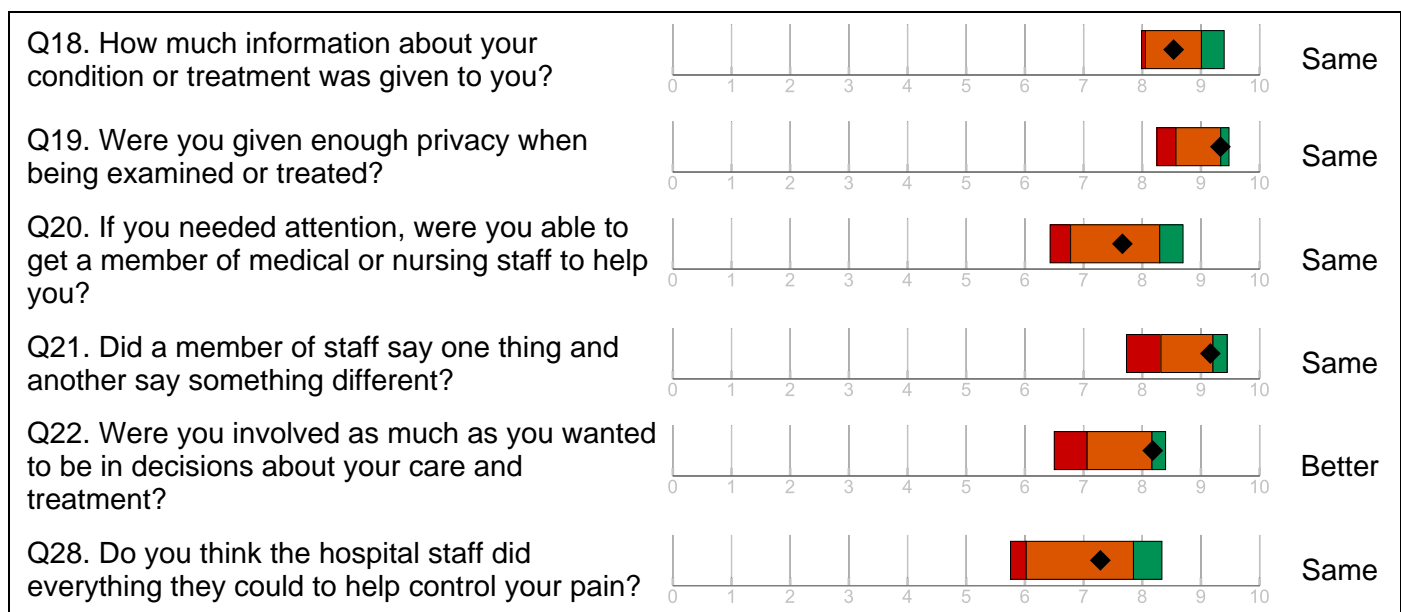 Q18. How much information about your
condition or treatment was given to you?
0 1 2 3 4 5 6 7 8 9 10
Same
Q19. Were you given enough privacy when
being examined or treated?
0 1 2 3 4 5 6 7 8 9 10
Same
Q20. If you needed attention, were you able to
get a member of medical or nursing staff to help
you?
0 1 2 3 4 5 6 7 8 9 10
Same
Q21. Did a member of staff say one thing and
another say something different?
0 1 2 3 4 5 6 7 8 9 10
Same
Q22. Were you involved as much as you wanted
to be in decisions about your care and
treatment?
0 1 2 3 4 5 6 7 8 9 10
Better
Q28. Do you think the hospital staff did
everything they could to help control your pain?
0 1 2 3 4 5 6 7 8 9 10
Same